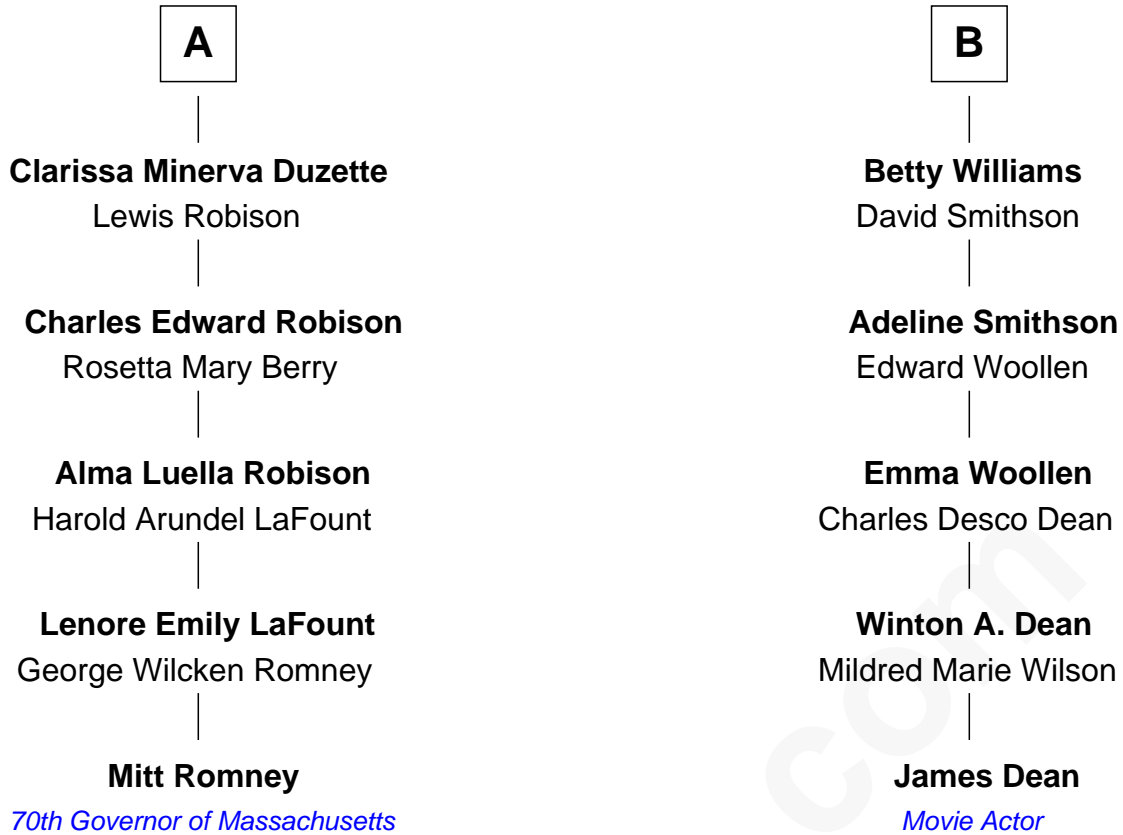 A
Clarissa Minerva Duzette
Lewis Robison
Charles Edward Robison
Rosetta Mary Berry
Alma Luella Robison
Harold Arundel LaFount
Lenore Emily LaFount
George Wilcken Romney
Mitt Romney
70th Governor of Massachusetts
B
Betty Williams
David Smithson
Adeline Smithson
Edward Woollen
Emma Woollen
Charles Desco Dean
Winton A. Dean
Mildred Marie Wilson
James Dean
Movie Actor
com